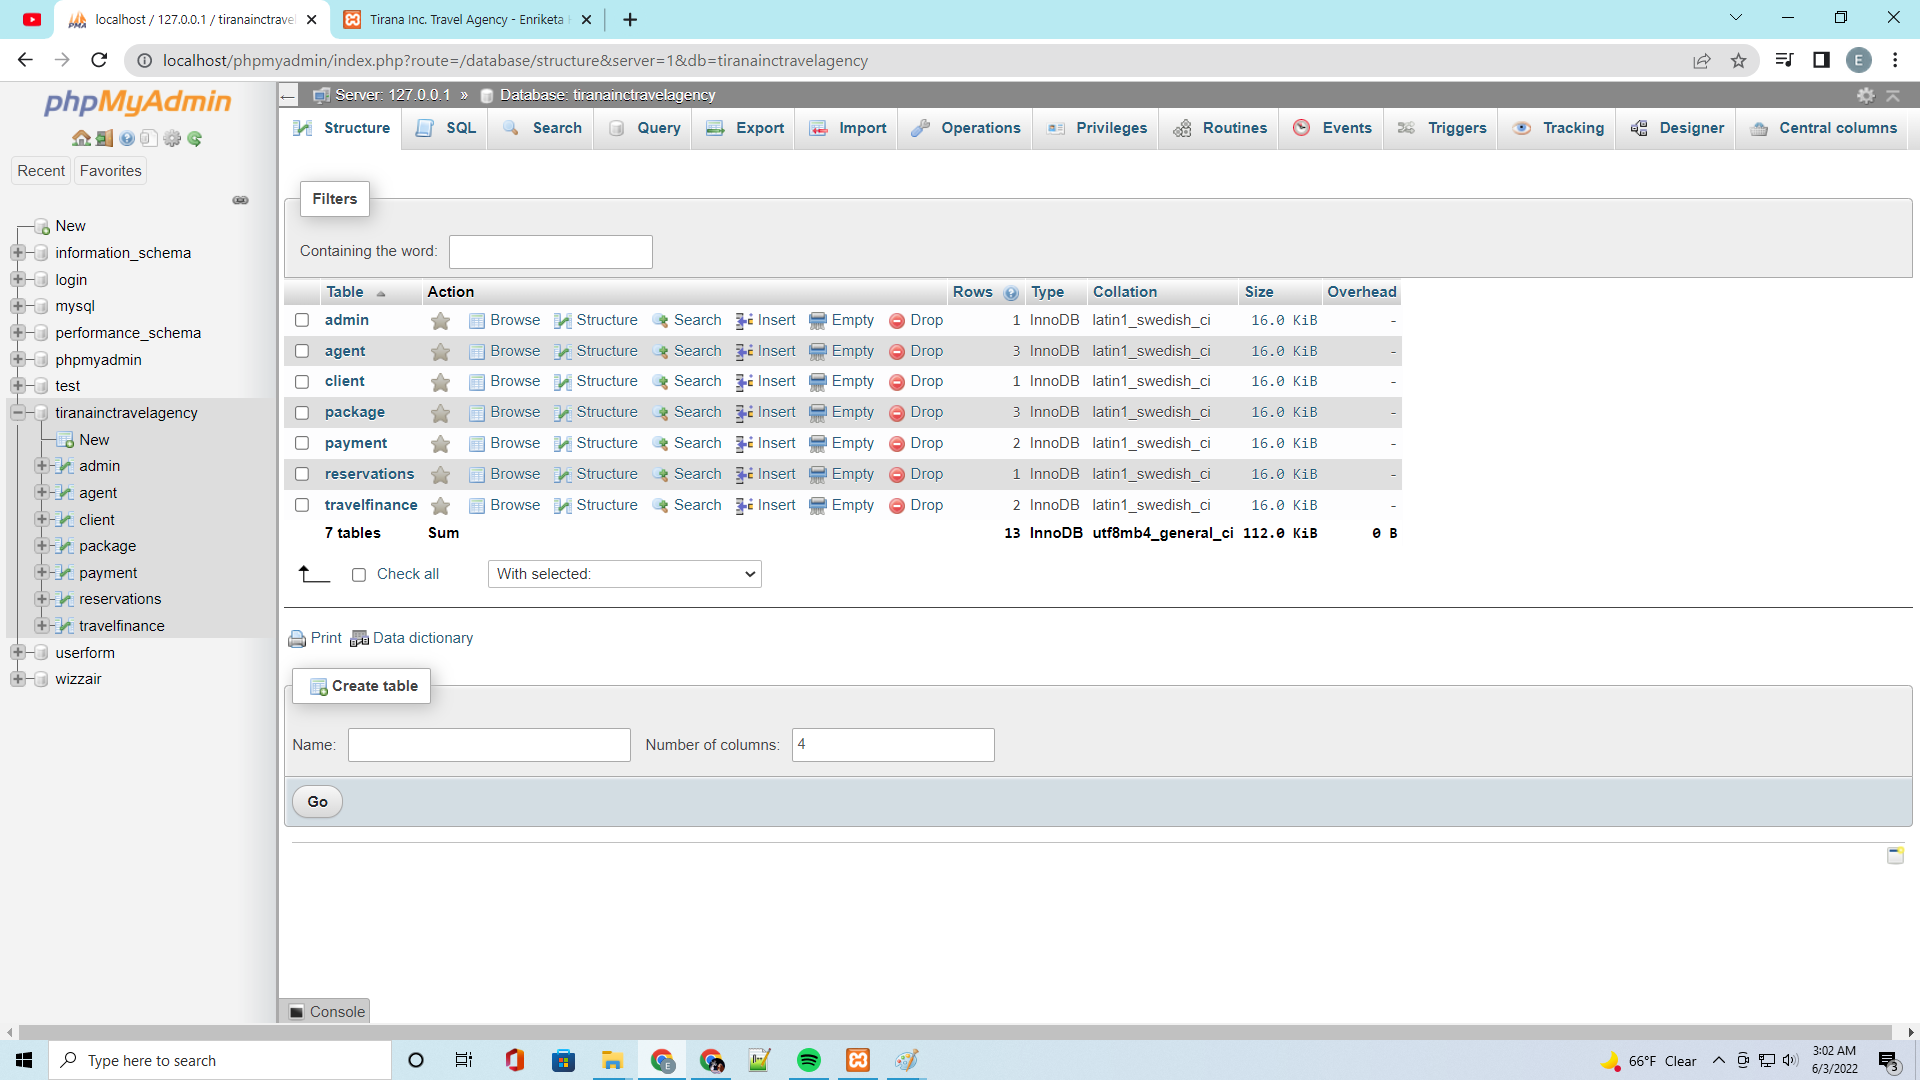 localhost / 127.0.0.1 / tiranainctravel
Tirana Inc. Travel Agency - Enriketa
localhost/phpmyadmin/index.php?route=/database/structure&server=1&db=tiranainctravelagency
E
phpMyAdmin
Recent
Favorites
New
information_schema
login
mysql
performance_schema
phpmyadmin
test
tiranainctravelagency
New
admin
agent
client
package
payment
reservations
travelfinance
userform
wizzair
Server: 127.0.0.1 » Database: tiranainctravelagency
Structure SQL Search Query Export Import Operations Privileges Routines Events Triggers Tracking Designer Central columns
Filters
Containing the word:
Table Action Rows Type Collation Size Overhead
admin Browse Structure Search Insert Empty Drop 1 InnoDB latin1_swedish_ci 16.0 KiB -
agent Browse Structure Search Insert Empty Drop 3 InnoDB latin1_swedish_ci 16.0 KiB -
client Browse Structure Search Insert Empty Drop 1 InnoDB latin1_swedish_ci 16.0 KiB -
package Browse Structure Search Insert Empty Drop 3 InnoDB latin1_swedish_ci 16.0 KiB -
payment Browse Structure Search Insert Empty Drop 2 InnoDB latin1_swedish_ci 16.0 KiB -
reservations Browse Structure Search Insert Empty Drop 1 InnoDB latin1_swedish_ci 16.0 KiB -
travelfinance Browse Structure Search Insert Empty Drop 2 InnoDB latin1_swedish_ci 16.0 KiB -
7 tables Sum 13 InnoDB utf8mb4_general_ci 112.0 KiB 0 B
Check all With selected:
Print Data dictionary
Create table
Name: Number of columns: 4
Go
Console
Type here to search
66°F Clear
3:02 AM
6/3/2022
3